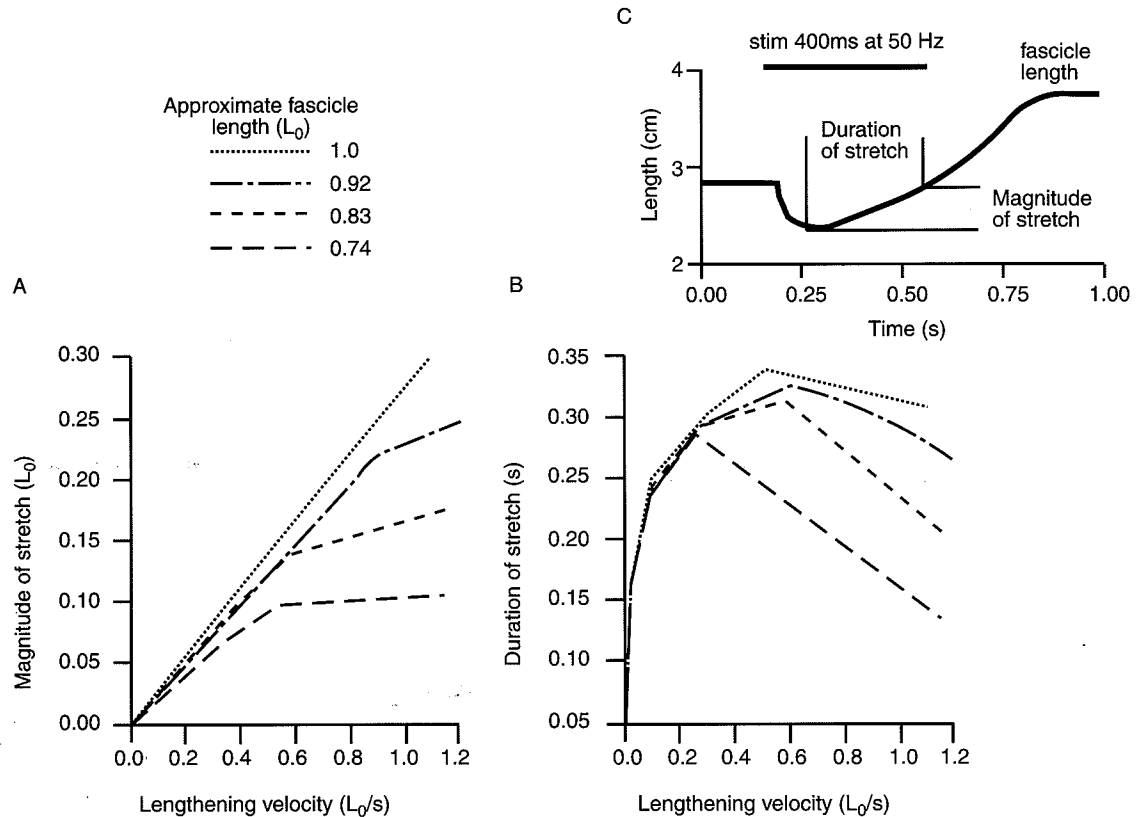 C
stim 400ms at 50 Hz
fascicle
length
4
3
2
Length (cm)
Duration
of stretch
Magnitude
of stretch
0.00 0.25 0.50 0.75 1.00
Time (s)
Approximate fascicle
length (L0)
1.0
0.92
0.83
0.74
A
0.30
0.25
0.20
0.15
0.10
0.05
0.00
Magnitude of stretch (L0)
0.0 0.2 0.4 0.6 0.8 1.0 1.2
Lengthening velocity (L0/s)
B
0.35
0.30
0.25
0.20
0.15
0.10
0.05
Duration of stretch (s)
0.0 0.2 0.4 0.6 0.8 1.0 1.2
Lengthening velocity (L0/s)